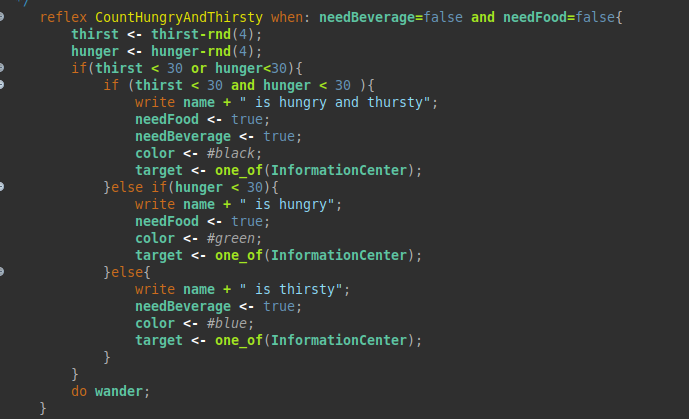 */
reflex CountHungryAndThirsty when: needBeverage=false and needFood=false{
thirst <- thirst-rnd(4);
hunger <- hunger-rnd(4);
if(thirst < 30 or hunger<30){
if (thirst < 30 and hunger < 30 ){
write name + " is hungry and thursty";
needFood <- true;
needBeverage <- true;
color <- #black;
target <- one_of(InformationCenter);
}else if(hunger < 30){
write name + " is hungry";
needFood <- true;
color <- #green;
target <- one_of(InformationCenter);
}else{
write name + " is thirsty";
needBeverage <- true;
color <- #blue;
target <- one_of(InformationCenter);
}
}
do wander;
}